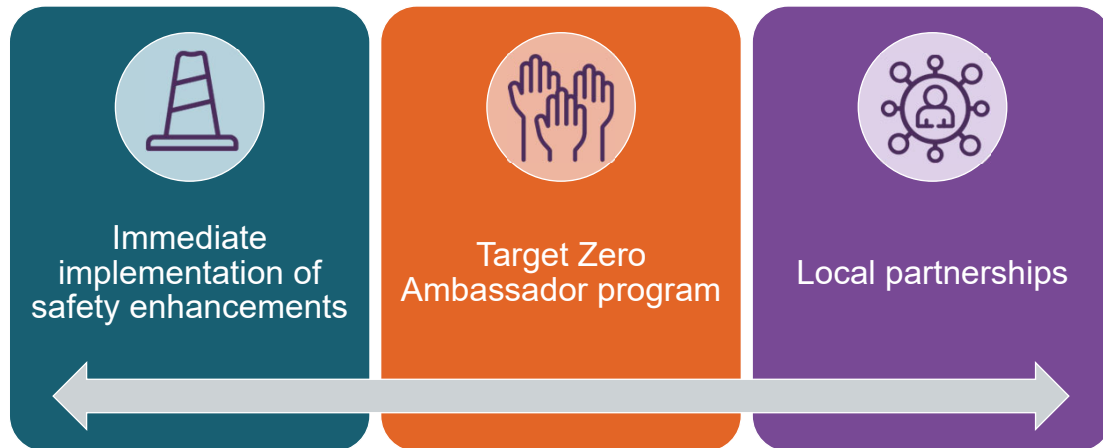 Immediate
implementation of
safety enhancements
Target Zero
Ambassador program
Local partnerships